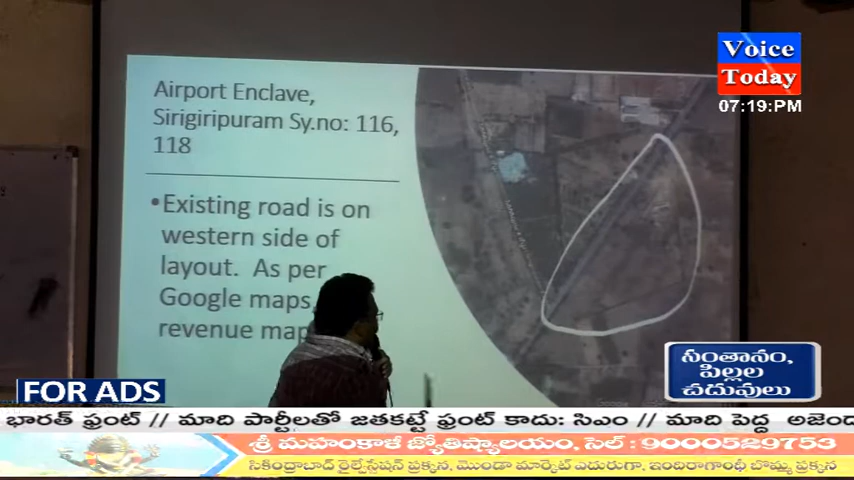 Voice
Today
07:19:PM
Airport Enclave,
Sirigiripuram Sy.no: 116,
118
•Existing road is on
western side of
layout. As per
Google maps,
revenue map
సంతానం,
పిల్లల
చదువులు
FOR ADS
భారత్ ఫ్రంట్ // మాది పార్టీలతో జతకట్టే ఫ్రంట్ కాదు: సిఎం // మాది పెద్ద అజెండ
శ్రీ మహంకాళీ జ్యోతిష్యాలయం, సెల్ : 9000529753
సికింద్రాబాద్ రైల్వేస్టేషన్ ప్రక్కన, మొండా మార్కెట్ ఎదురుగా, ఇందిరాగాంధీ బొమ్మ ప్రక్కన